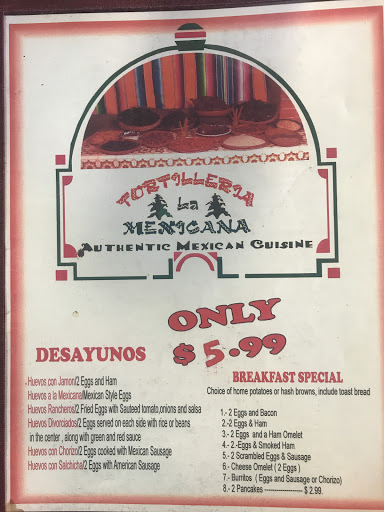 TORTILLERIA
La
MEXICANA
AUTHENTIC MEXICAN CUISINE
ONLY
$5.99
DESAYUNOS
Huevos con Jamon/2 Eggs and Ham
Huevos a la Mexicana/Mexican Style Eggs
Huevos Rancheros/2 Fried Eggs with Sauteed tomato,onions and salsa
Huevos Divorciados/2 Eggs served on each side with rice or beans
in the center , along with green and red sauce
Huevos con Chorizo/2 Eggs cooked with Mexican Sausage
Huevos con Salchicha/2 Eggs with American Sausage
BREAKFAST SPECIAL
Choice of home potatoes or hash browns, include toast bread
1.- 2 Eggs and Bacon
2.-2 Eggs & Ham
3.- 2 Eggs and a Ham Omelet
4.- 2-Eggs & Smoked Ham
5.- 2 Scrambled Eggs & Sausage
6.- Cheese Omelet ( 2 Eggs )
7.- Burritos ( Eggs and Sausage or Chorizo)
8.- 2 Pancakes ------------------ $ 2.99.